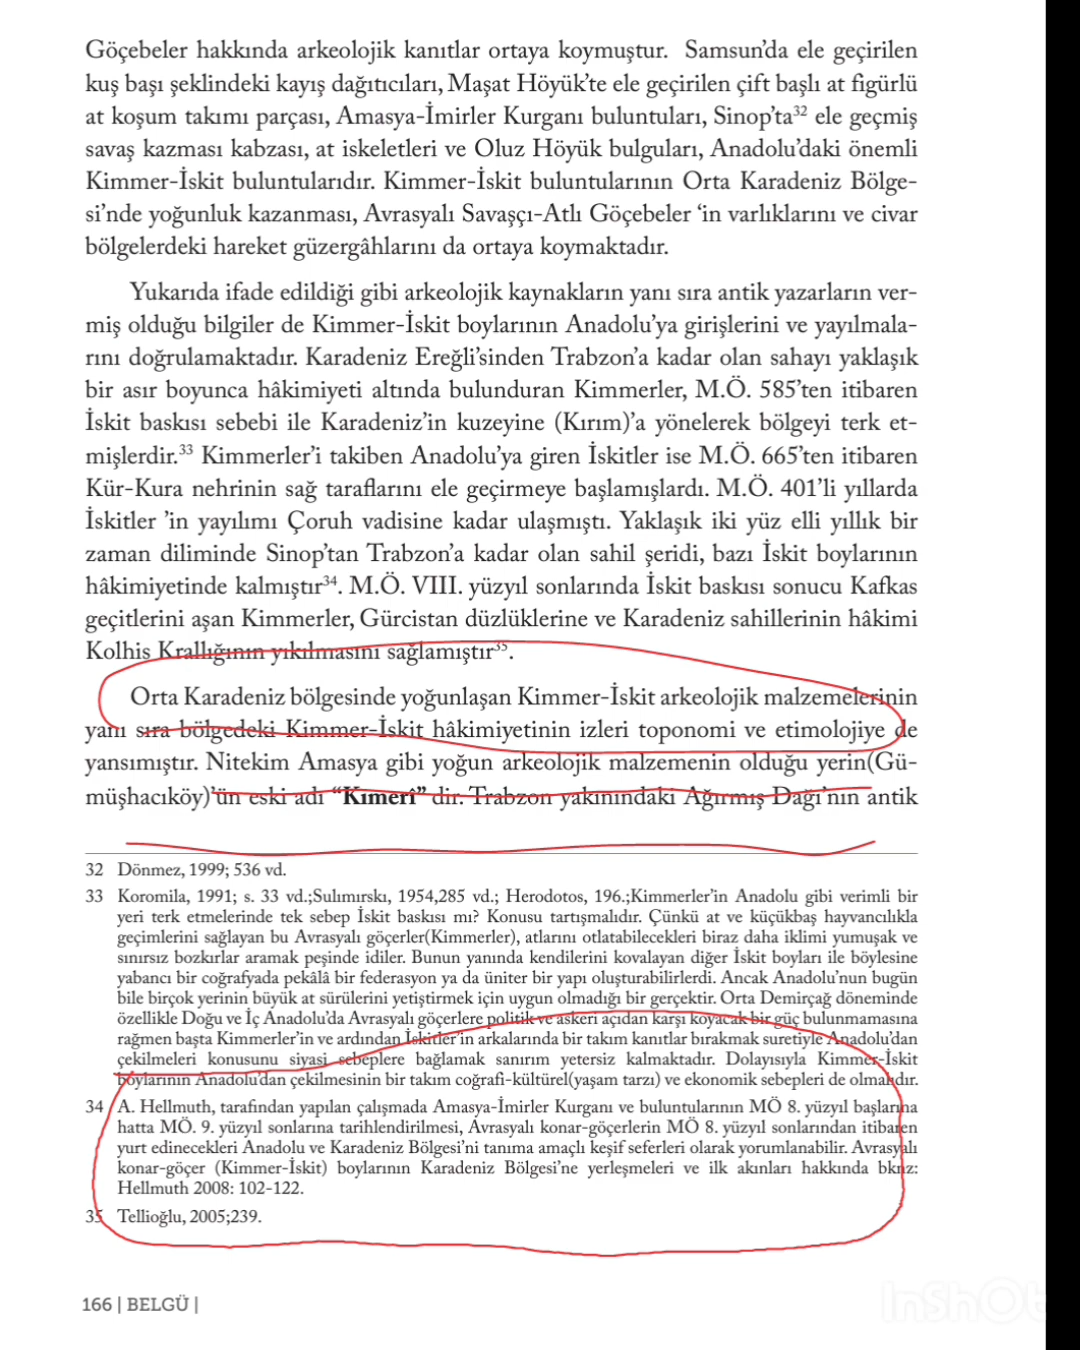 Göçebeler hakkında arkeolojik kanıtlar ortaya koymuştur. Samsun’da ele geçirilen
kuş başı şeklindeki kayış dağıtıcıları, Maşat Höyük’te ele geçirilen çift başlı at figürlü
at koşum takımı parçası, Amasya-İmirler Kurganı buluntuları, Sinop’ta³² ele geçmiş
savaş kazması kabzası, at iskeletleri ve Oluz Höyük bulguları, Anadolu’daki önemli
Kimmer-İskit buluntularıdır. Kimmer-İskit buluntularının Orta Karadeniz Bölge-
si’nde yoğunluk kazanması, Avrasyalı Savaşçı-Atlı Göçebeler ‘in varlıklarını ve civar
bölgelerdeki hareket güzergâhlarını da ortaya koymaktadır.
Yukarıda ifade edildiği gibi arkeolojik kaynakların yanı sıra antik yazarların ver-
miş olduğu bilgiler de Kimmer-İskit boylarının Anadolu’ya girişlerini ve yayılmala-
rını doğrulamaktadır. Karadeniz Ereğli’sinden Trabzon’a kadar olan sahayı yaklaşık
bir asır boyunca hâkimiyeti altında bulunduran Kimmerler, M.Ö. 585’ten itibaren
İskit baskısı sebebi ile Karadeniz’in kuzeyine (Kırım)’a yönelerek bölgeyi terk et-
mişlerdir.³³ Kimmerler’i takiben Anadolu’ya giren İskitler ise M.Ö. 665’ten itibaren
Kür-Kura nehrinin sağ taraflarını ele geçirmeye başlamışlardı. M.Ö. 401’li yıllarda
İskitler ’in yayılımı Çoruh vadisine kadar ulaşmıştı. Yaklaşık iki yüz elli yıllık bir
zaman diliminde Sinop’tan Trabzon’a kadar olan sahil şeridi, bazı İskit boylarının
hâkimiyetinde kalmıştır³⁴. M.Ö. VIII. yüzyıl sonlarında İskit baskısı sonucu Kafkas
geçitlerini aşan Kimmerler, Gürcistan düzlüklerine ve Karadeniz sahillerinin hâkimi
Kolhis Krallığının yıkılmasını sağlamıştır³⁵.
Orta Karadeniz bölgesinde yoğunlaşan Kimmer-İskit arkeolojik malzemelerinin
yanı sıra bölgedeki Kimmer-İskit hâkimiyetinin izleri toponomi ve etimolojiye de
yansımıştır. Nitekim Amasya gibi yoğun arkeolojik malzemenin olduğu yerin(Gü-
müşhacıköy)’ün eski adı “Kimerî” dir. Trabzon yakınındaki Ağırmış Dağı’nın antik
32 Dönmez, 1999; 536 vd.
33 Koromila, 1991; s. 33 vd.;Sulımırskı, 1954,285 vd.; Herodotos, 196.;Kimmerler’in Anadolu gibi verimli bir
yeri terk etmelerinde tek sebep İskit baskısı mı? Konusu tartışmalıdır. Çünkü at ve küçükbaş hayvancılıkla
geçimlerini sağlayan bu Avrasyalı göçerler(Kimmerler), atlarını otlatabilecekleri biraz daha iklimi yumuşak ve
sınırsız bozkırlar aramak peşinde idiler. Bunun yanında kendilerini kovalayan diğer İskit boyları ile böylesine
yabancı bir coğrafyada pekâlâ bir federasyon ya da üniter bir yapı oluşturabilirlerdi. Ancak Anadolu’nun bugün
bile birçok yerinin büyük at sürülerini yetiştirmek için uygun olmadığı bir gerçektir. Orta Demirçağ döneminde
özellikle Doğu ve İç Anadolu’da Avrasyalı göçerlere politik ve askeri açıdan karşı koyacak bir güç bulunmamasına
rağmen başta Kimmerler’in ve ardından İskitler’in arkalarında bir takım kanıtlar bırakmak suretiyle Anadolu’dan
çekilmeleri konusunu siyasi sebeplere bağlamak sanırım yetersiz kalmaktadır. Dolayısıyla Kimmer-İskit
boylarının Anadolu’dan çekilmesinin bir takım coğrafi-kültürel(yaşam tarzı) ve ekonomik sebepleri de olmalıdır.
34 A. Hellmuth, tarafından yapılan çalışmada Amasya-İmirler Kurganı ve buluntularının MÖ 8. yüzyıl başlarına
hatta MÖ. 9. yüzyıl sonlarına tarihlendirilmesi, Avrasyalı konar-göçerlerin MÖ 8. yüzyıl sonlarından itibaren
yurt edinecekleri Anadolu ve Karadeniz Bölgesi’ni tanıma amaçlı keşif seferleri olarak yorumlanabilir. Avrasyalı
konar-göçer (Kimmer-İskit) boylarının Karadeniz Bölgesi’ne yerleşmeleri ve ilk akınları hakkında bknz:
Hellmuth 2008: 102-122.
35 Tellioğlu, 2005;239.
166 | BELGÜ |
InShOt